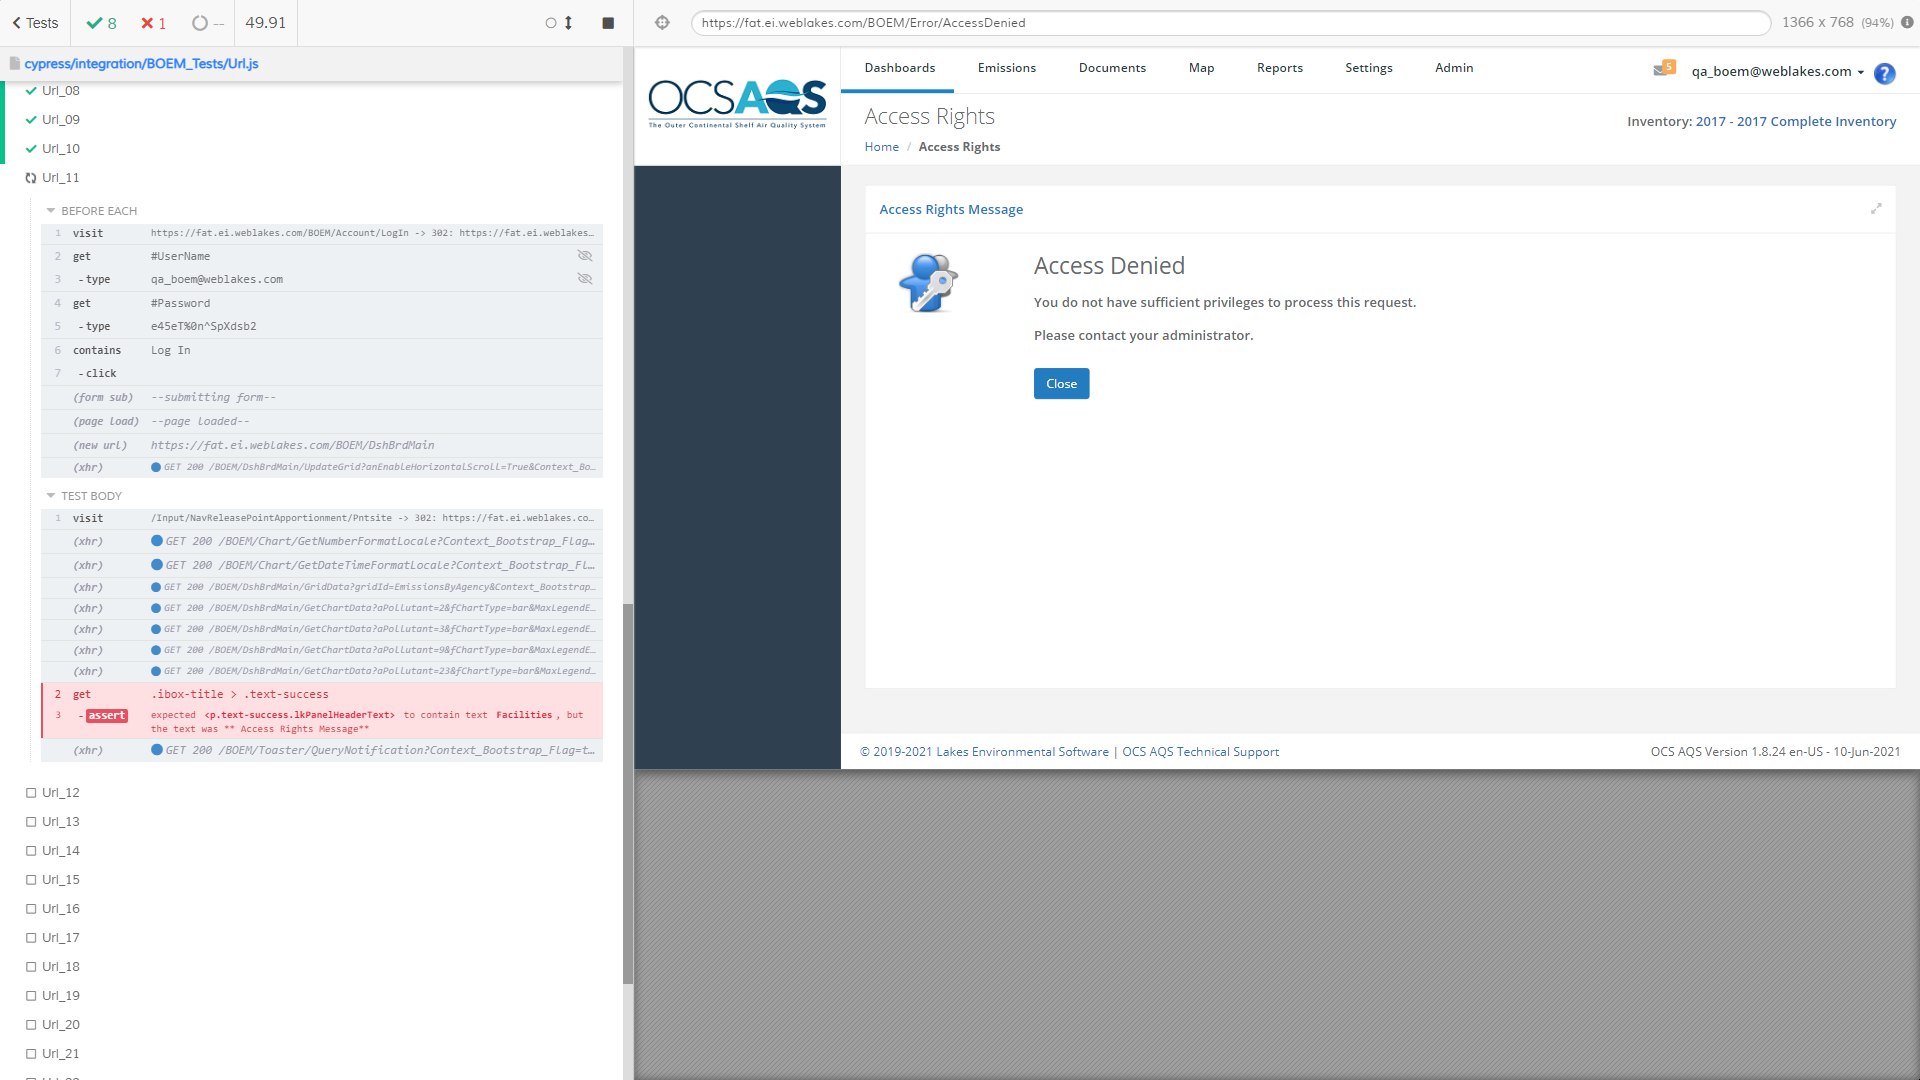 Tests
8
1
--
49.91
cypress/integration/BOEM_Tests/Url.js
Url_08
Url_09
Url_10
Url_11
BEFORE EACH
1 visit https://fat.ei.weblakes.com/BOEM/Account/LogIn -> 302: https://fat.ei.weblakes...
2 get #UserName
3 -type qa_boem@weblakes.com
4 get #Password
5 -type e45eT%0n^SpXdsb2
6 contains Log In
7 -click
(form sub) --submitting form--
(page load) --page loaded--
(new url) https://fat.ei.weblakes.com/BOEM/DshBrdMain
(xhr) GET 200 /BOEM/DshBrdMain/UpdateGrid?anEnableHorizontalScroll=True&Context_Bo...
TEST BODY
1 visit /Input/NavReleasePointApportionment/Pntsite -> 302: https://fat.ei.weblakes.co...
(xhr) GET 200 /BOEM/Chart/GetNumberFormatLocale?Context_Bootstrap_Flag...
(xhr) GET 200 /BOEM/Chart/GetDateTimeFormatLocale?Context_Bootstrap_Fl...
(xhr) GET 200 /BOEM/DshBrdMain/GridData?gridId=EmissionsByAgency&Context_Bootstrap...
(xhr) GET 200 /BOEM/DshBrdMain/GetChartData?aPollutant=2&fChartType=bar&MaxLegendE...
(xhr) GET 200 /BOEM/DshBrdMain/GetChartData?aPollutant=3&fChartType=bar&MaxLegendE...
(xhr) GET 200 /BOEM/DshBrdMain/GetChartData?aPollutant=9&fChartType=bar&MaxLegendE...
(xhr) GET 200 /BOEM/DshBrdMain/GetChartData?aPollutant=23&fChartType=bar&MaxLegend...
2 get .ibox-title > .text-success
3 -assert expected <p.text-success.lkPanelHeaderText> to contain text Facilities, but
the text was ** Access Rights Message**
(xhr) GET 200 /BOEM/Toaster/QueryNotification?Context_Bootstrap_Flag=t...
Url_12
Url_13
Url_14
Url_15
Url_16
Url_17
Url_18
Url_19
Url_20
Url_21
https://fat.ei.weblakes.com/BOEM/Error/AccessDenied
1366 x 768 (94%)
OCSAQS
The Outer Continental Shelf Air Quality System
Dashboards Emissions Documents Map Reports Settings Admin
5
qa_boem@weblakes.com
?
Access Rights
Home / Access Rights
Inventory: 2017 - 2017 Complete Inventory
Access Rights Message
Access Denied
You do not have sufficient privileges to process this request.
Please contact your administrator.
Close
© 2019-2021 Lakes Environmental Software | OCS AQS Technical Support
OCS AQS Version 1.8.24 en-US - 10-Jun-2021